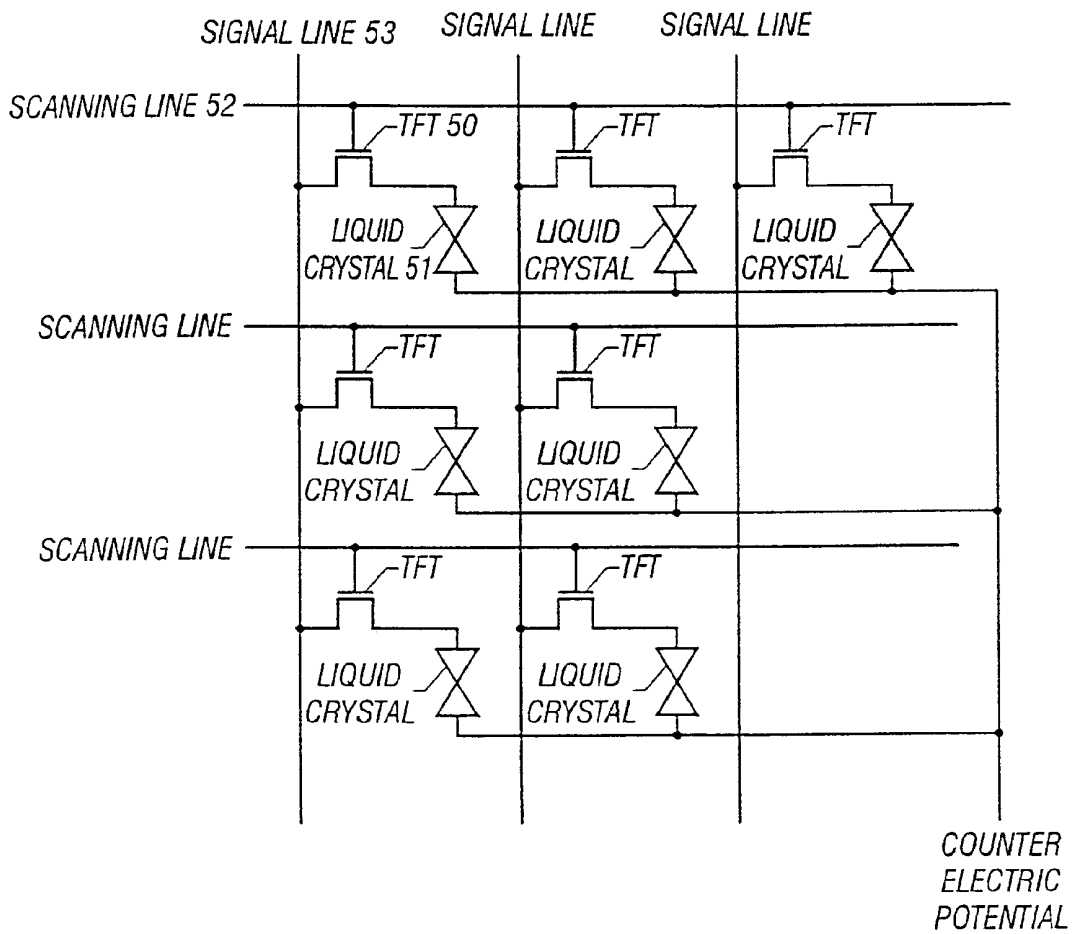 SIGNAL LINE 53
SIGNAL LINE
SIGNAL LINE
SCANNING LINE 52
TFT 50
TFT
TFT
LIQUID
CRYSTAL 51
LIQUID
CRYSTAL
LIQUID
CRYSTAL
SCANNING LINE
TFT
TFT
LIQUID
CRYSTAL
LIQUID
CRYSTAL
SCANNING LINE
TFT
TFT
LIQUID
CRYSTAL
LIQUID
CRYSTAL
COUNTER
ELECTRIC
POTENTIAL